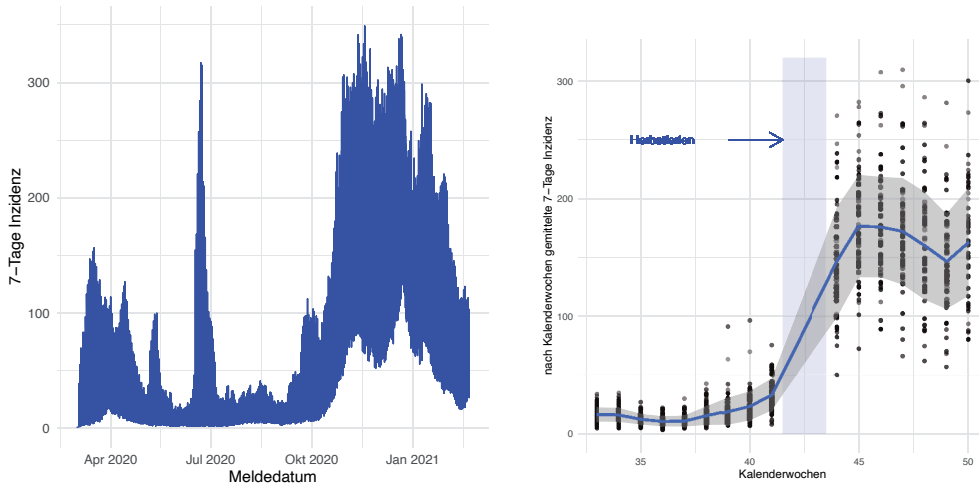 7−Tage Inzidenz
300
200
100
0
Apr 2020
Jul 2020
Okt 2020
Jan 2021
Meldedatum
nach Kalenderwochen gemittelte 7−Tage Inzidenz
300
200
100
0
Herbstferien
35
40
45
50
Kalenderwochen